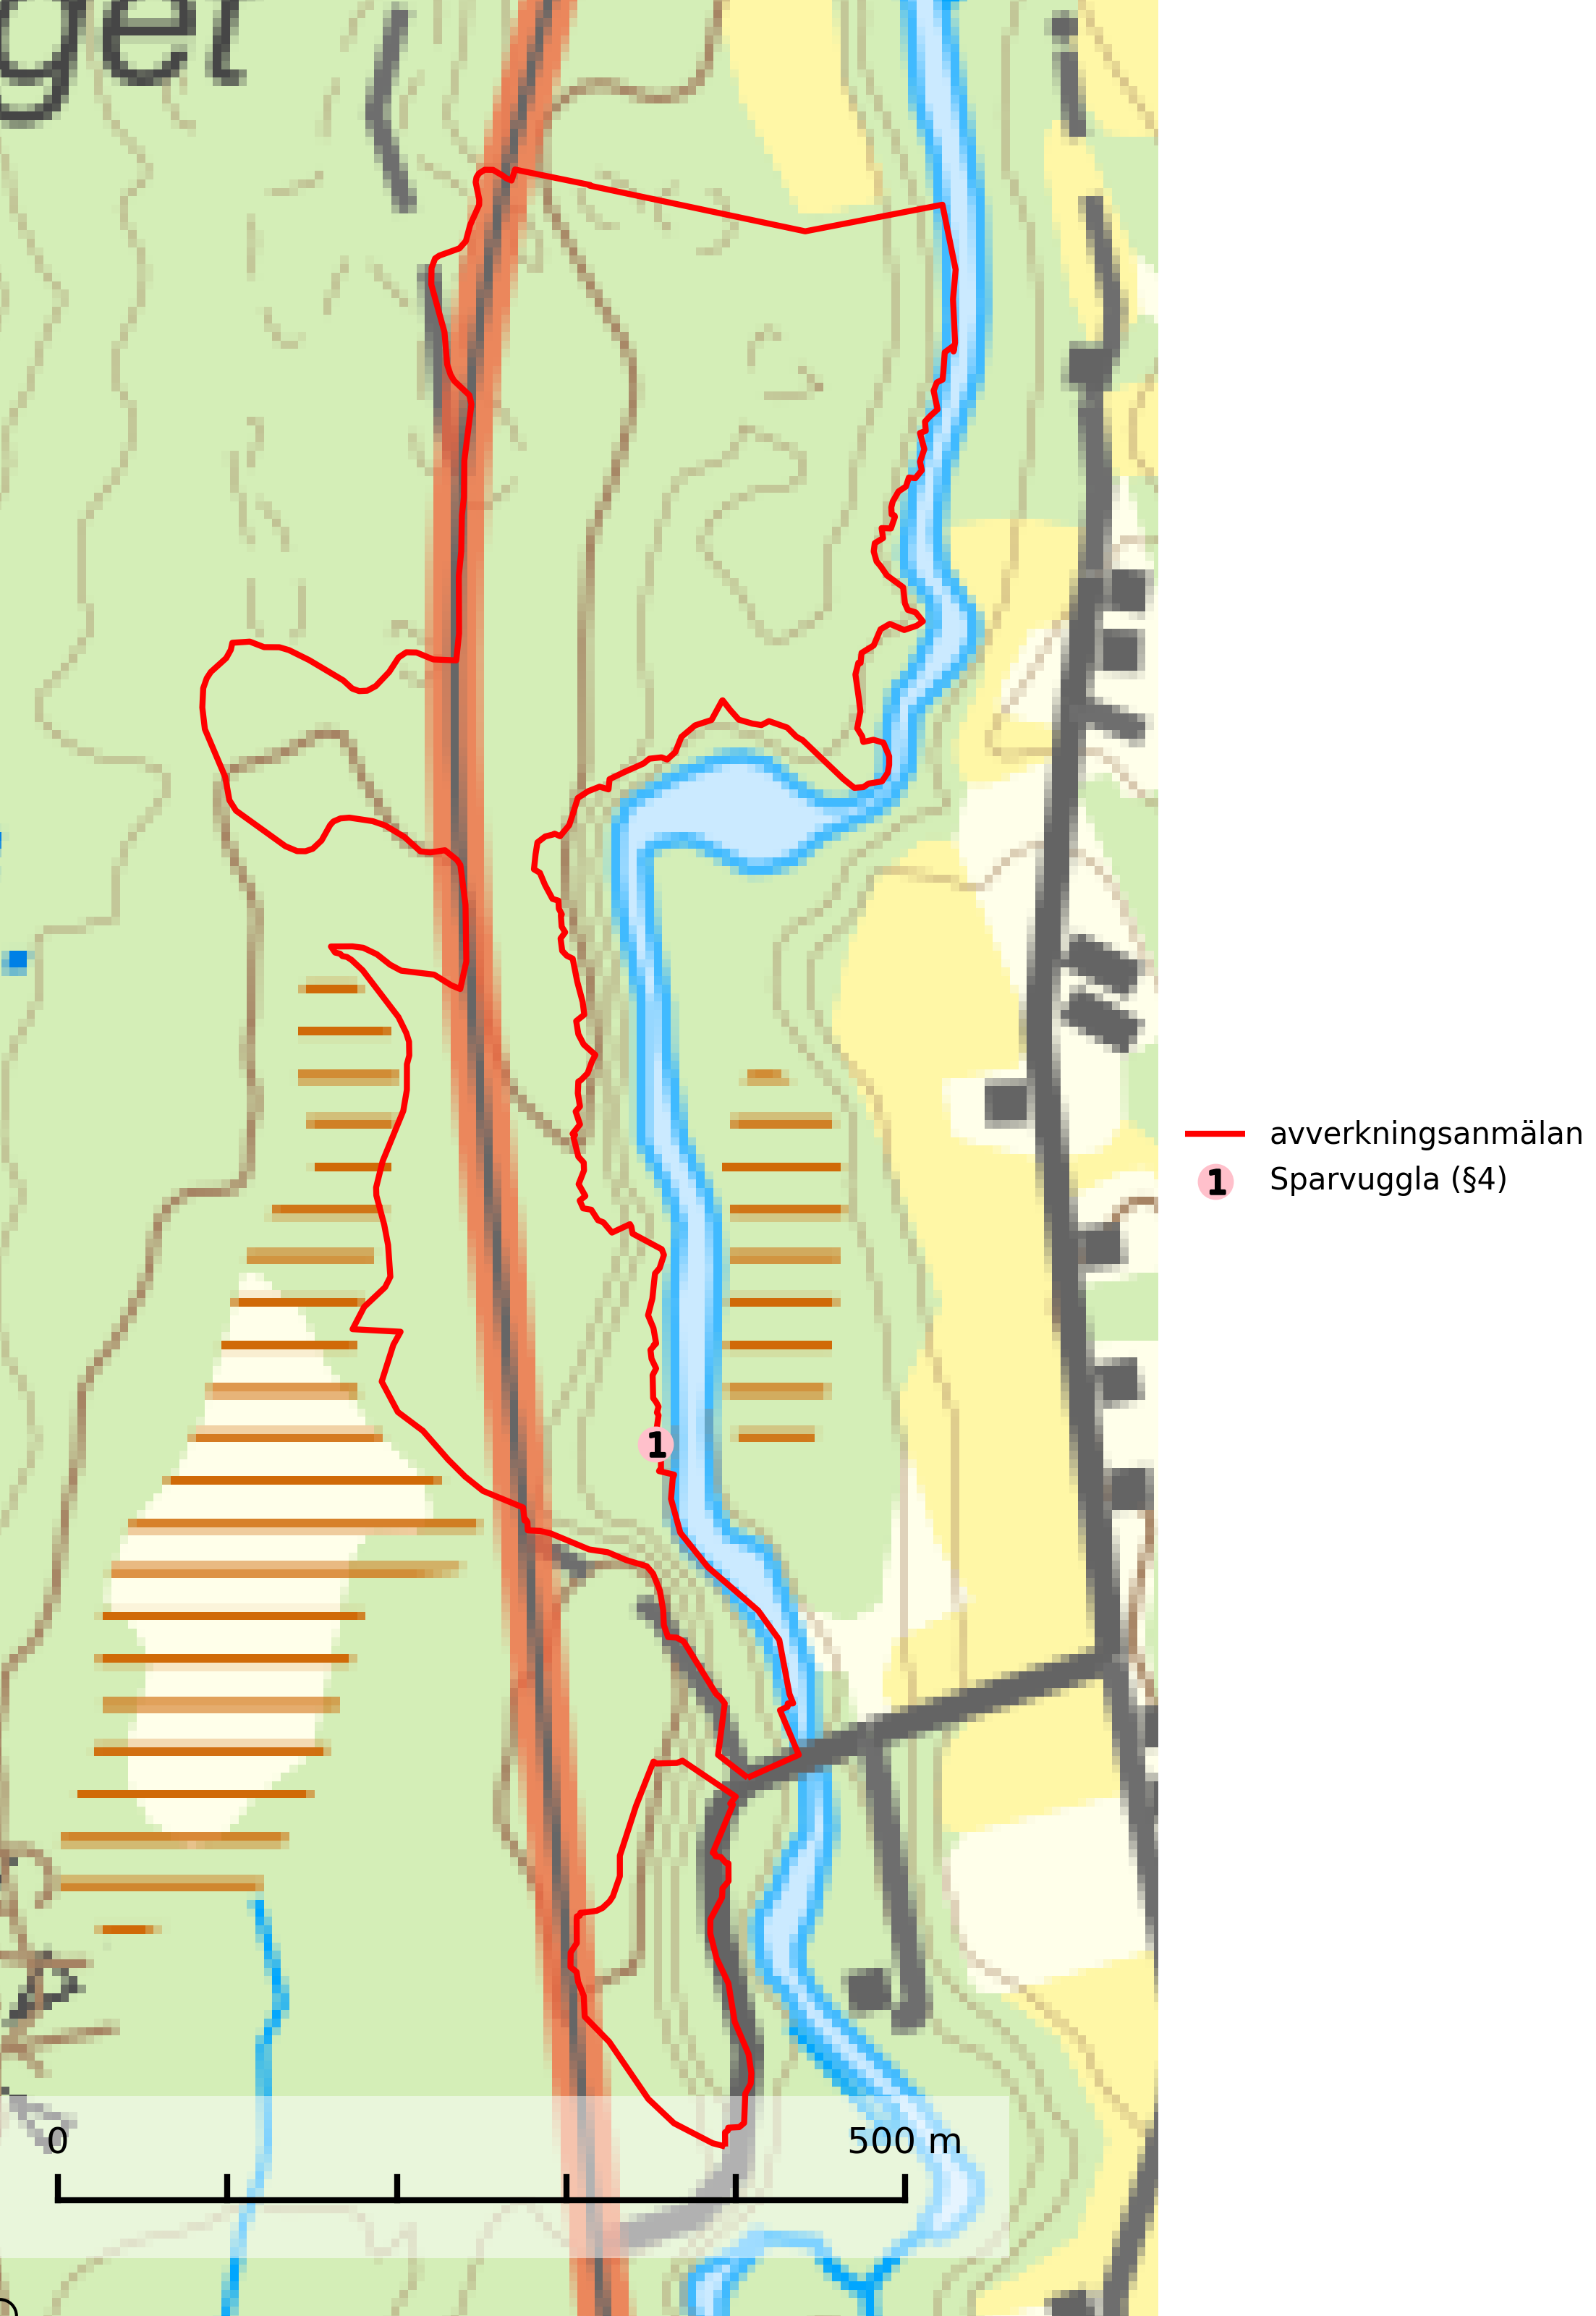 avverkningsanmälan
1 Sparvuggla (§4)
1
0 500 m